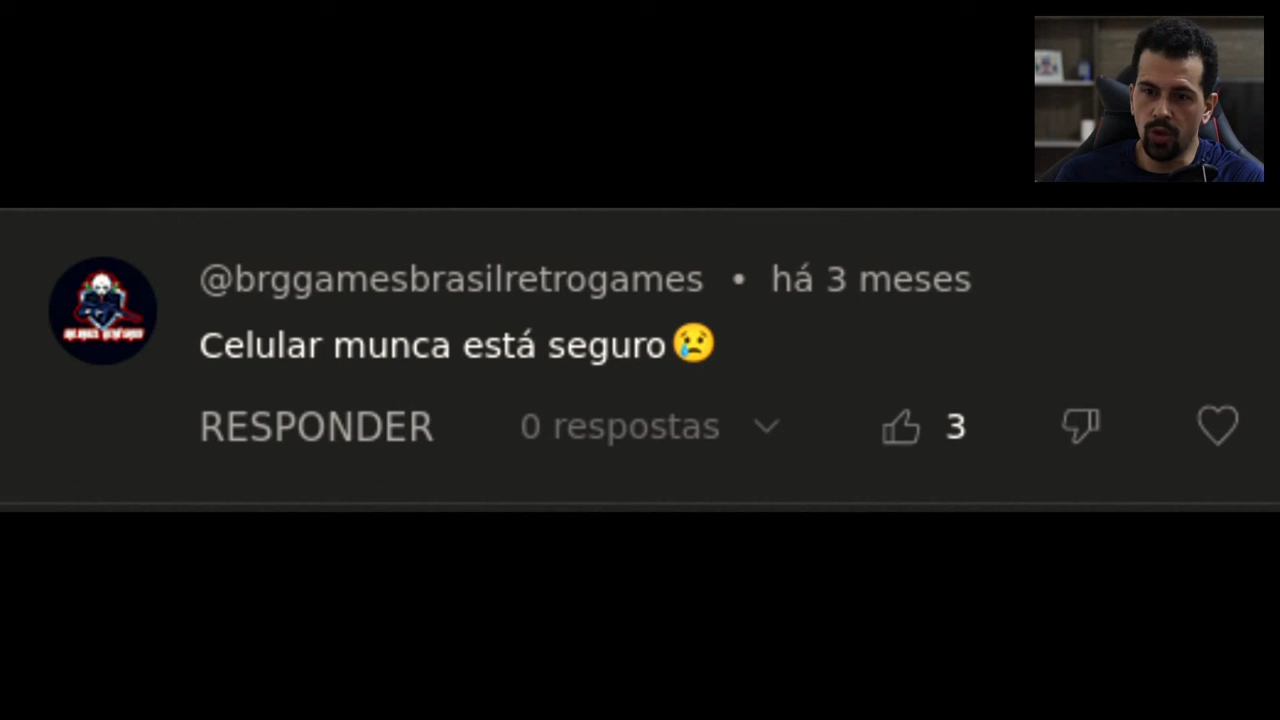 @brggamesbrasilretrogames • há 3 meses
Celular munca está seguro😢
RESPONDER 0 respostas 3